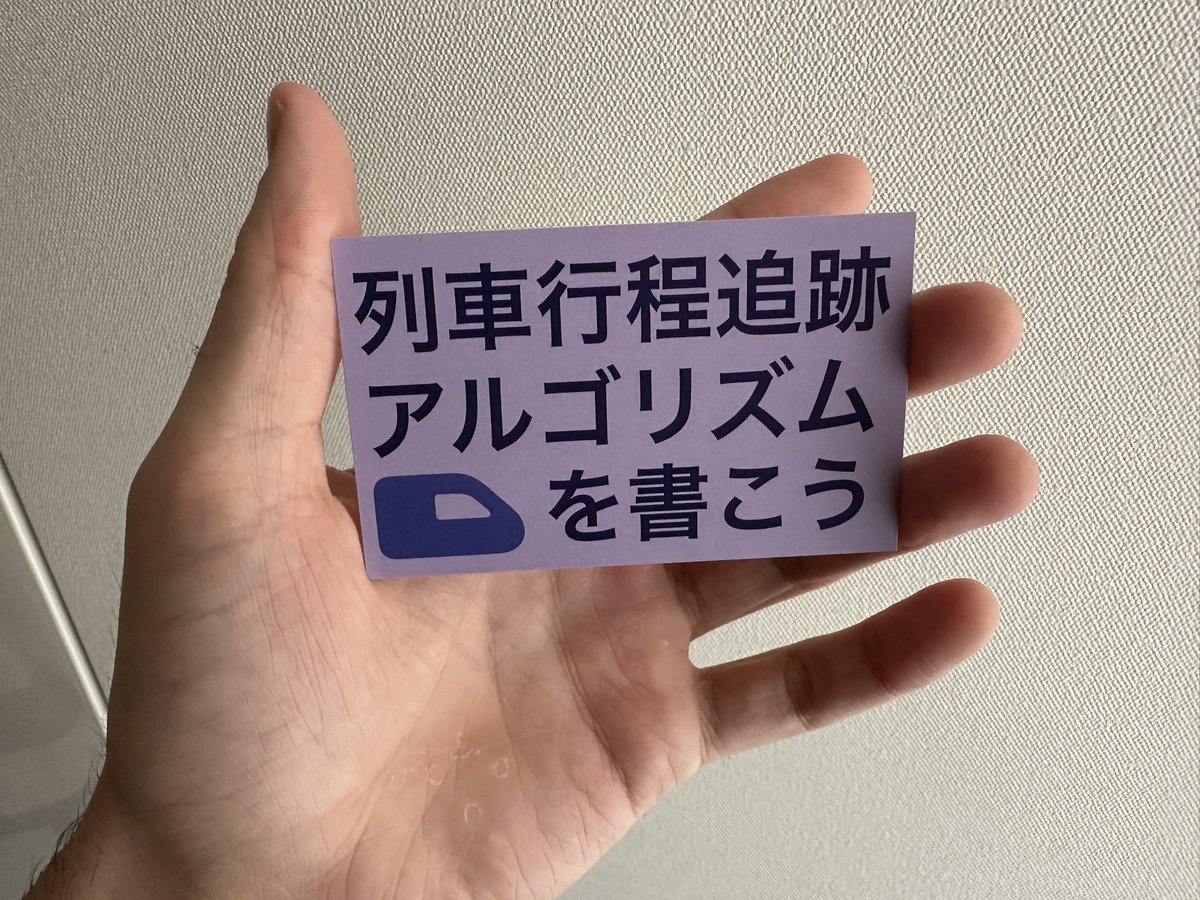 列車行程追跡
アルゴリズム
を書こう